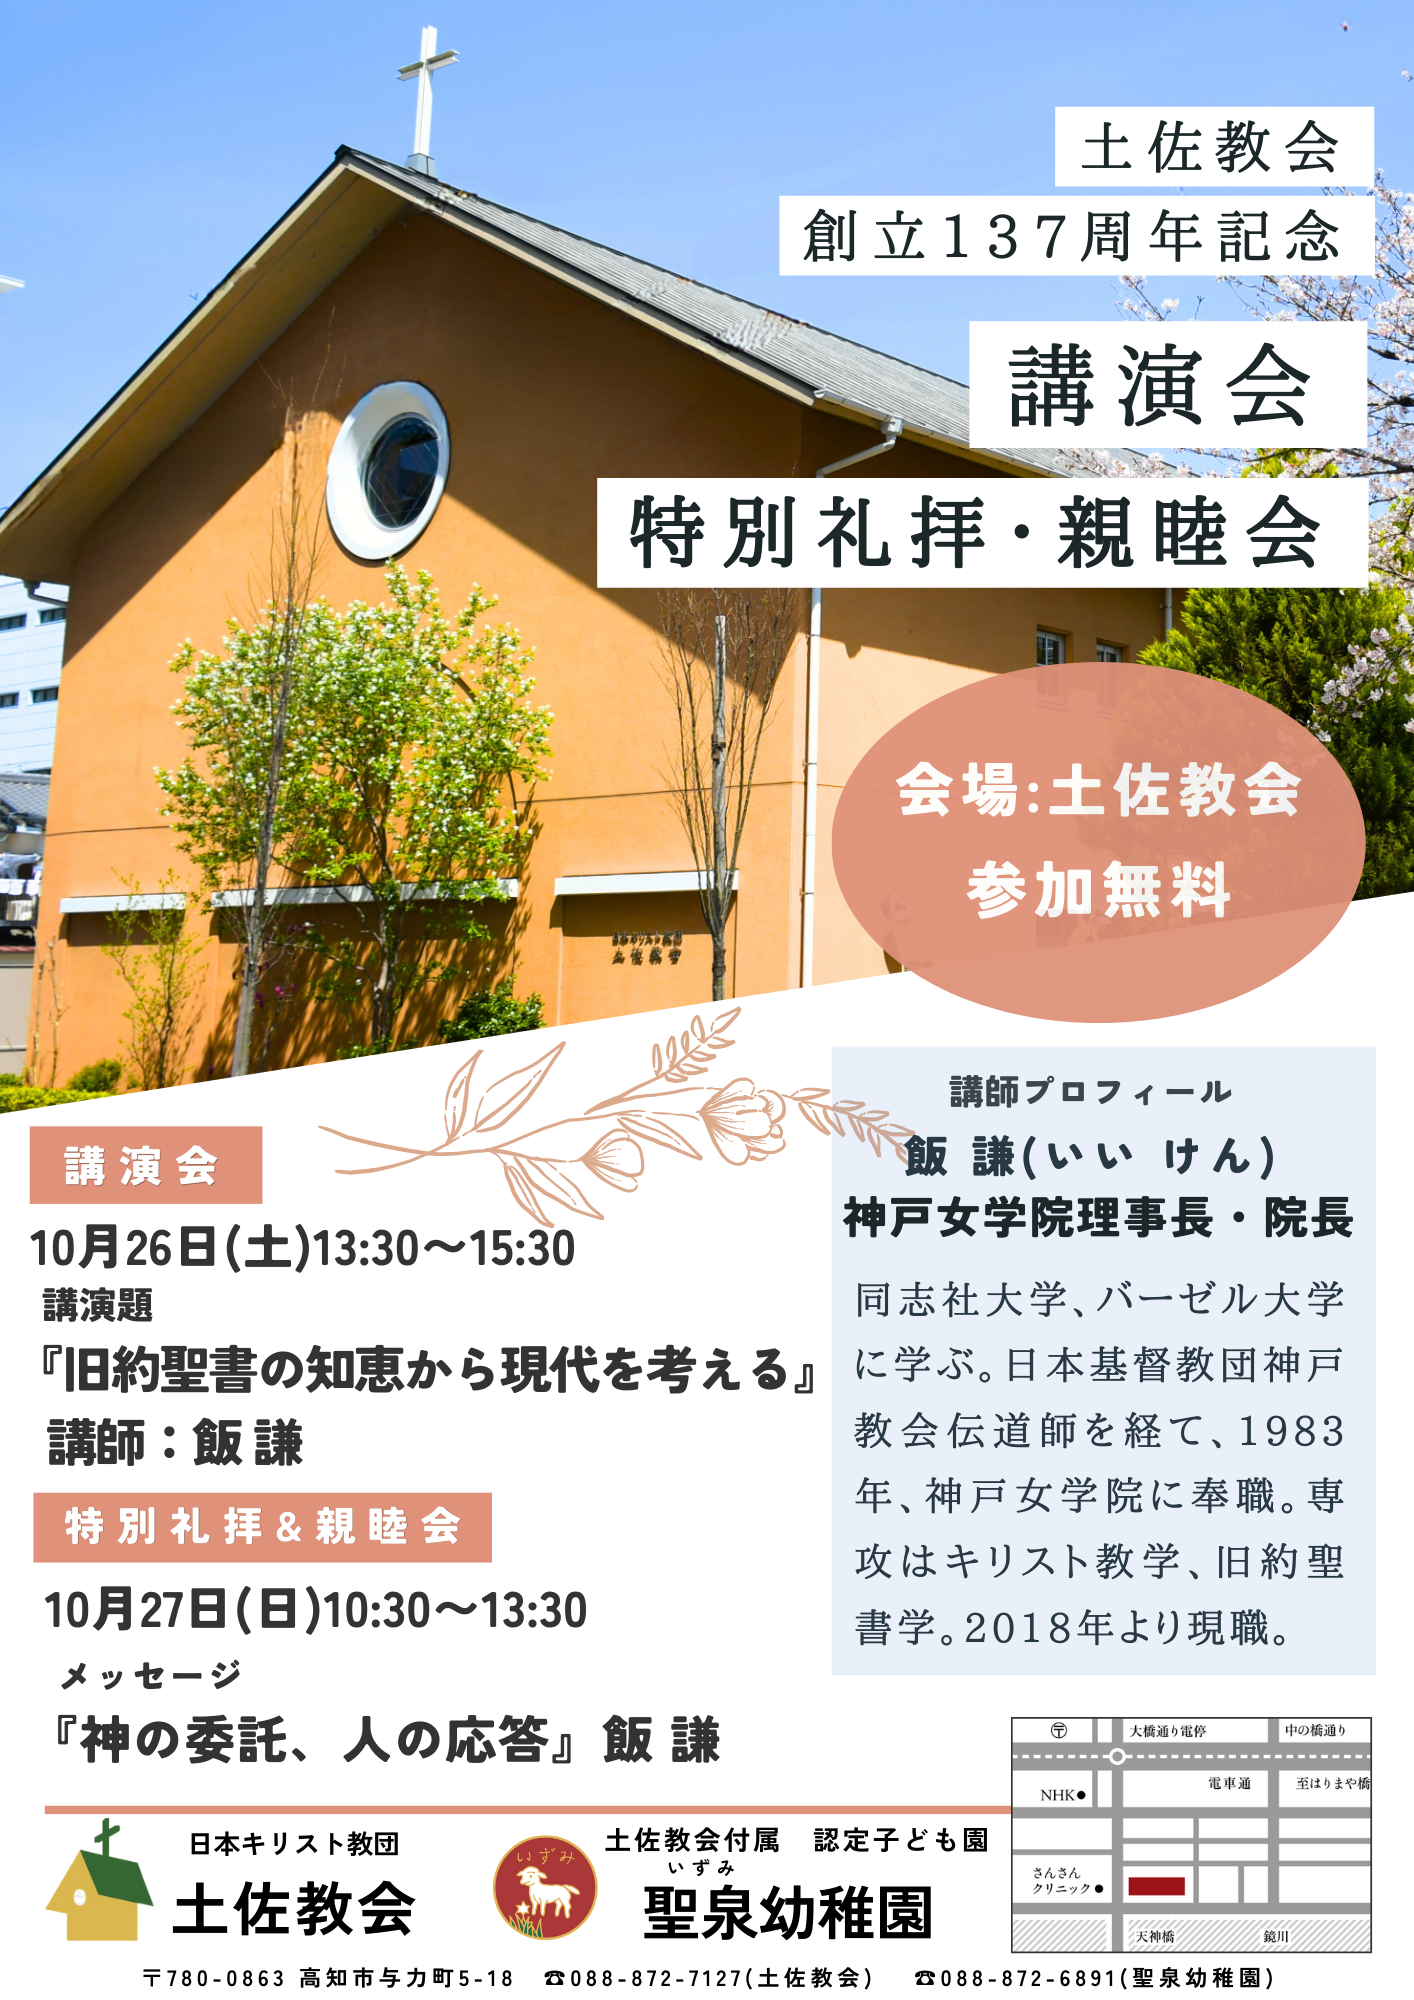 土佐教会
創立137周年記念
講演会
特別礼拝・親睦会
会場:土佐教会
参加無料
土佐教会
講師プロフィール
飯 謙(いい けん)
神戸女学院理事長・院長
同志社大学、バーゼル大学
に学ぶ。日本基督教団神戸
教会伝道師を経て、1983
年、神戸女学院に奉職。専
攻はキリスト教学、旧約聖
書学。2018年より現職。
講演会
10月26日(土)13:30〜15:30
講演題
『旧約聖書の知恵から現代を考える』
講師：飯 謙
特別礼拝&親睦会
10月27日(日)10:30〜13:30
メッセージ
『神の委託、人の応答』飯 謙
〶
大橋通り電停
中の橋通り
電車通
至はりまや橋
NHK●
さんさん
クリニック●
天神橋
鏡川
日本キリスト教団
土佐教会
いずみ
土佐教会付属 認定子ども園
いずみ
聖泉幼稚園
〒780-0863 高知市与力町5-18 ☎088-872-7127(土佐教会) ☎088-872-6891(聖泉幼稚園)